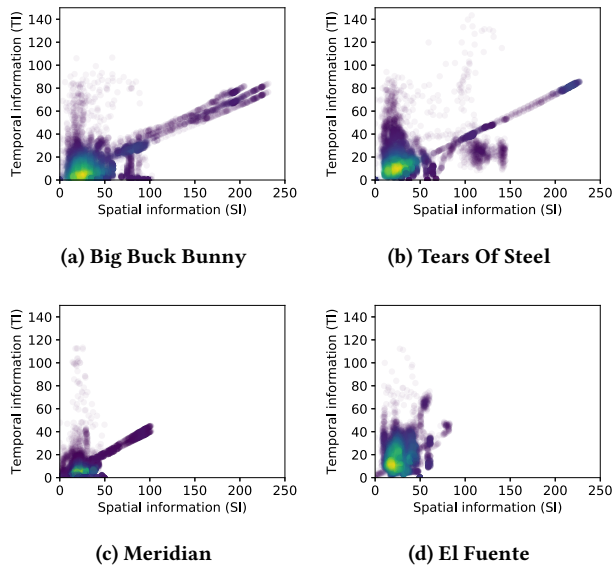 Temporal information (TI)
140
120
100
80
60
40
20
0
0 50 100 150 200 250
Spatial information (SI)
(a) Big Buck Bunny
Temporal information (TI)
140
120
100
80
60
40
20
0
0 50 100 150 200 250
Spatial information (SI)
(b) Tears Of Steel
Temporal information (TI)
140
120
100
80
60
40
20
0
0 50 100 150 200 250
Spatial information (SI)
(c) Meridian
Temporal information (TI)
140
120
100
80
60
40
20
0
0 50 100 150 200 250
Spatial information (SI)
(d) El Fuente